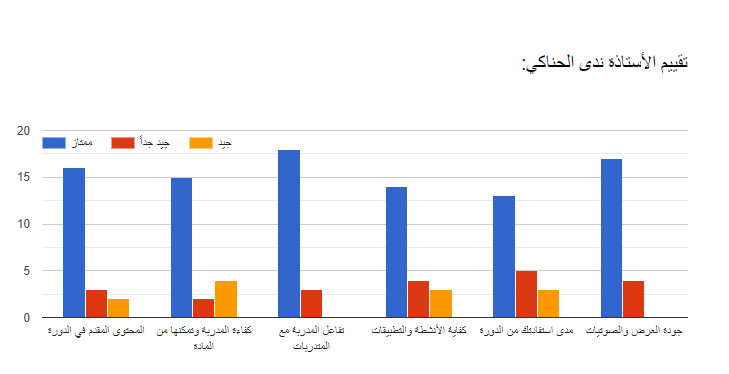 تقييم الأستاذة ندى الحناكي:
20
ممتاز
جيد جداً
جيد
15
10
5
0
المحتوى المقدم في الدورة
كفاءة المدربة وتمكنها من
المادة
تفاعل المدربة مع
المتدربات
كفاية الأنشطة والتطبيقات
مدى استفادتك من الدورة
جودة العرض والصوتيات